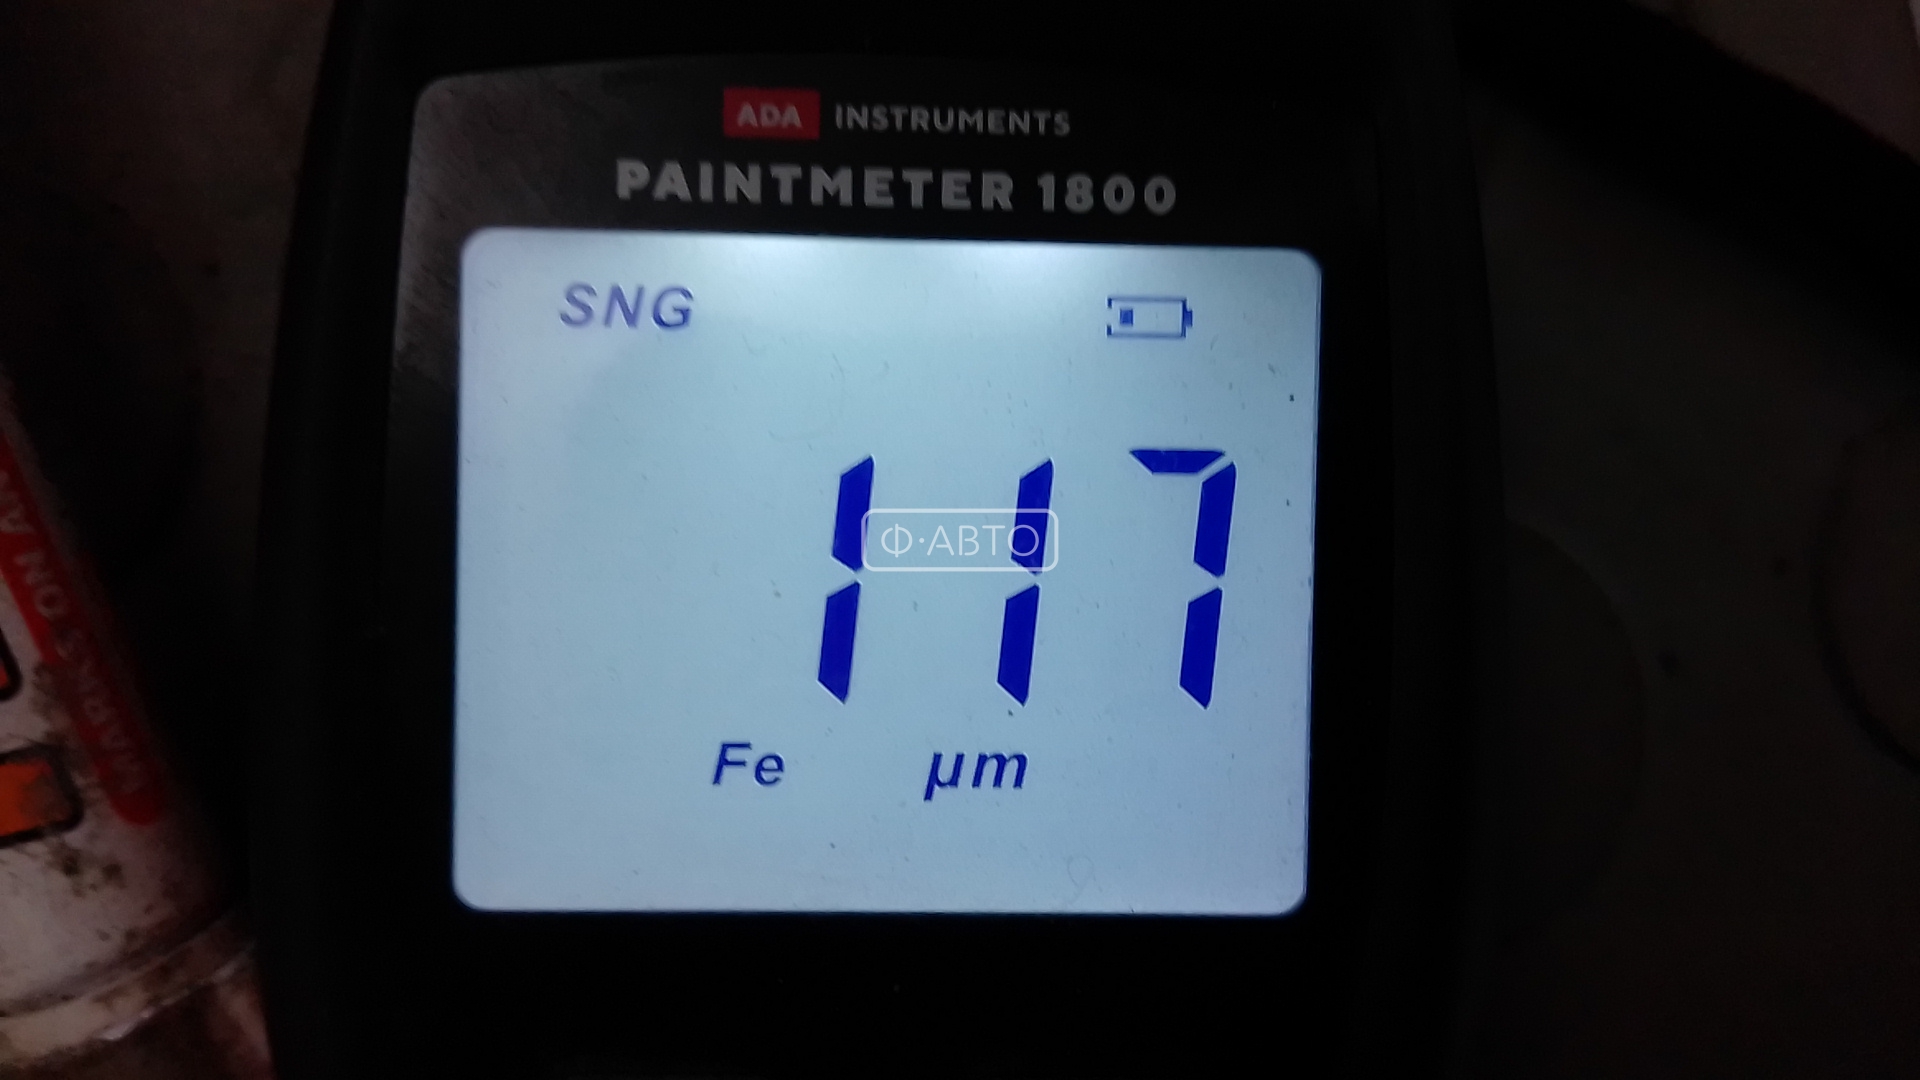 ADA INSTRUMENTS
PAINTMETER 1800
SNG
117
Ф·АВТО
Fe µm